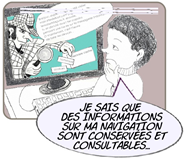 JE SAIS QUE
DES INFORMATIONS
SUR MA NAVIGATION
SONT CONSERVÉES ET
CONSULTABLES..